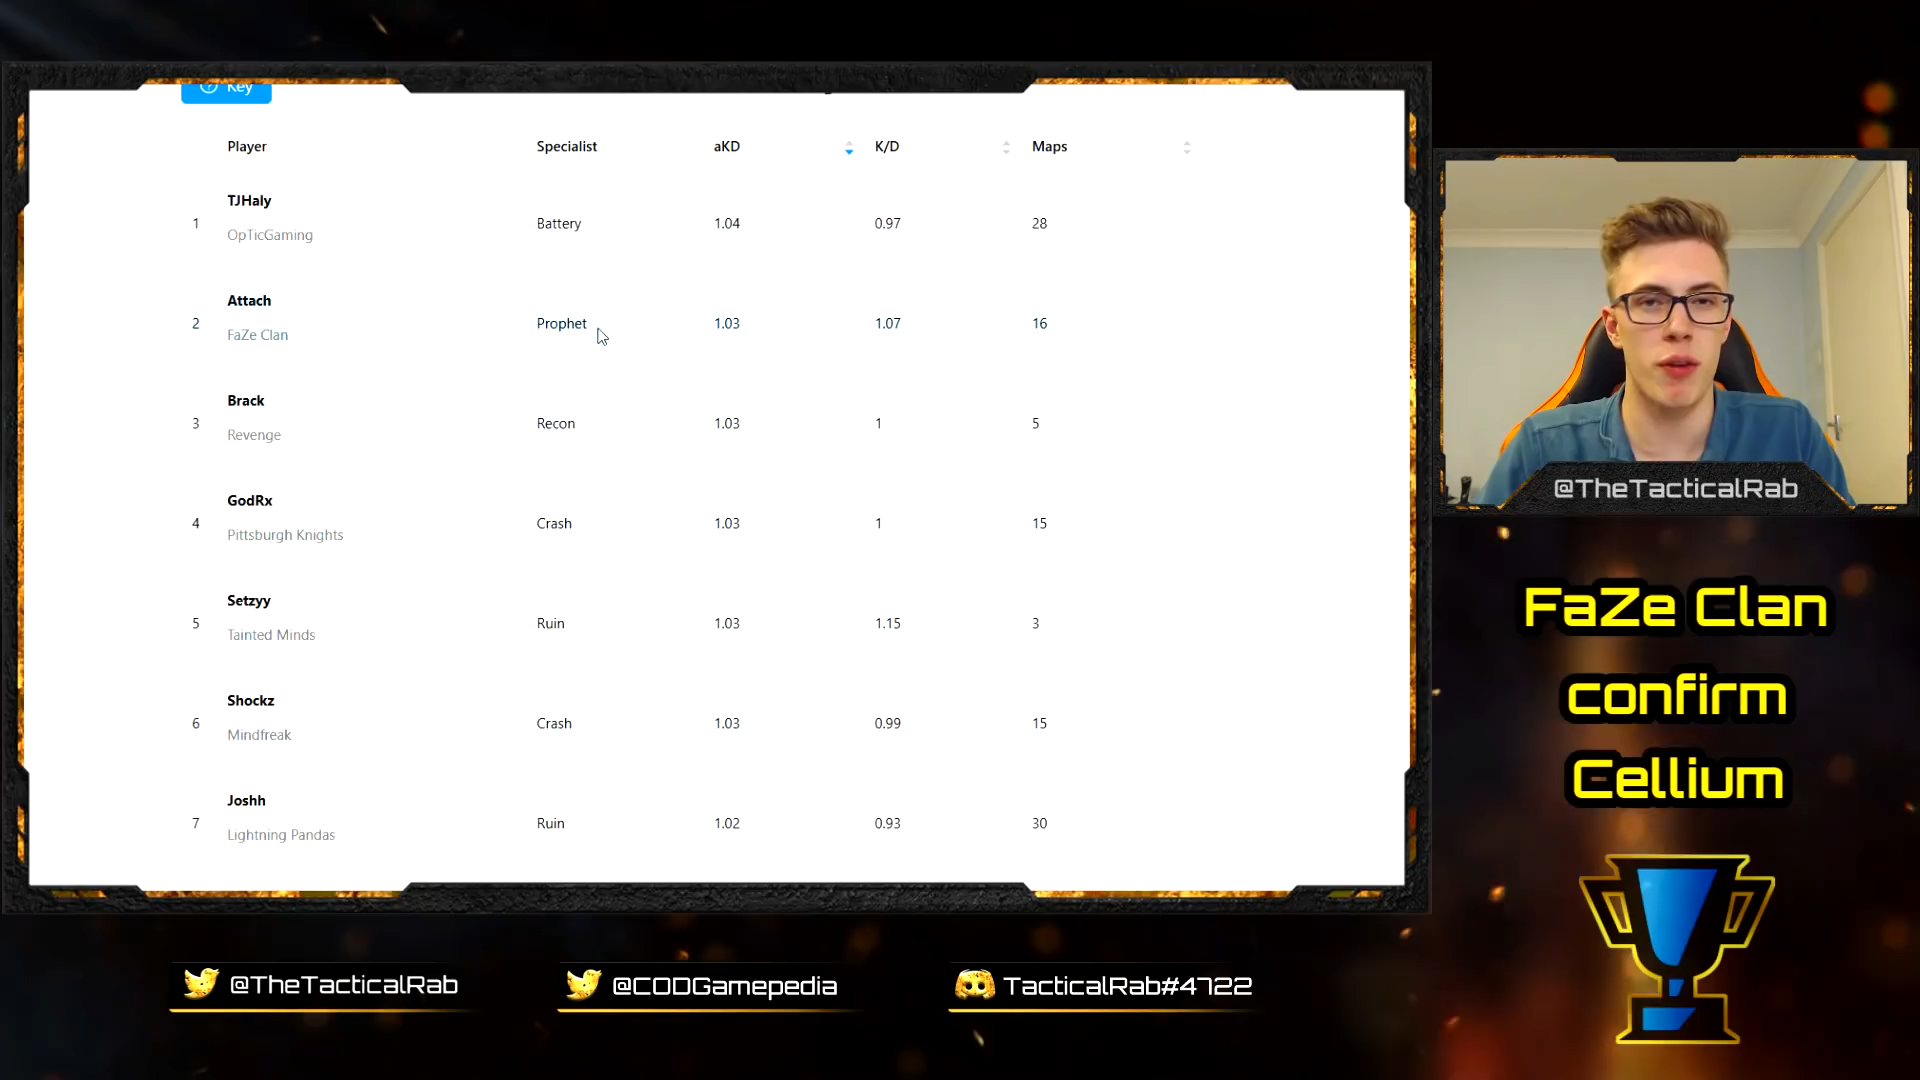 Key
Player Specialist aKD K/D Maps
TJHaly
1 Battery 1.04 0.97 28
OpTicGaming
Attach
2 Prophet 1.03 1.07 16
FaZe Clan
Brack
3 Recon 1.03 1 5
Revenge
GodRx
4 Crash 1.03 1 15
Pittsburgh Knights
Setzyy
5 Ruin 1.03 1.15 3
Tainted Minds
Shockz
6 Crash 1.03 0.99 15
Mindfreak
Joshh
7 Ruin 1.02 0.93 30
Lightning Pandas
@TheTacticalRab
FaZe Clan
confirm
Cellium
@TheTacticalRab @CODGamepedia TacticalRab#4722